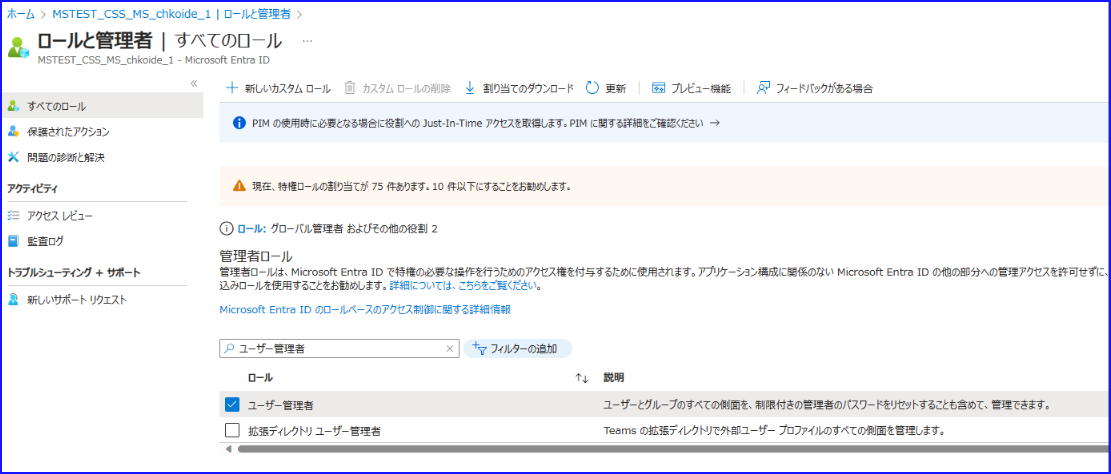 ホーム > MSTEST_CSS_MS_chkoide_1 | ロールと管理者 >
ロールと管理者 | すべてのロール ...
MSTEST_CSS_MS_chkoide_1 - Microsoft Entra ID
すべてのロール
保護されたアクション
問題の診断と解決
アクティビティ
アクセス レビュー
監査ログ
トラブルシューティング + サポート
新しいサポート リクエスト
新しいカスタム ロール カスタム ロールの削除 割り当てのダウンロード 更新 プレビュー機能 フィードバックがある場合
PIM の使用時に必要となる場合に役割への Just-In-Time アクセスを取得します。PIM に関する詳細をご確認ください →
現在、特権ロールの割り当てが 75 件あります。10 件以下にすることをお勧めします。
ロール: グローバル管理者 およびその他の役割 2
管理者ロール
管理者ロールは、Microsoft Entra ID で特権の必要な操作を行うためのアクセス権を付与するために使用されます。アプリケーション構成に関係のない Microsoft Entra ID の他の部分への管理アクセスを許可せずに、
込みロールを使用することをお勧めします。詳細については、こちらをご覧ください。
Microsoft Entra ID のロールベースのアクセス制御に関する詳細情報
ユーザー管理者 フィルターの追加
ロール 説明
ユーザー管理者 ユーザーとグループのすべての側面を、制限付きの管理者のパスワードをリセットすることも含めて、管理できます。
拡張ディレクトリ ユーザー管理者 Teams の拡張ディレクトリで外部ユーザー プロファイルのすべての側面を管理します。